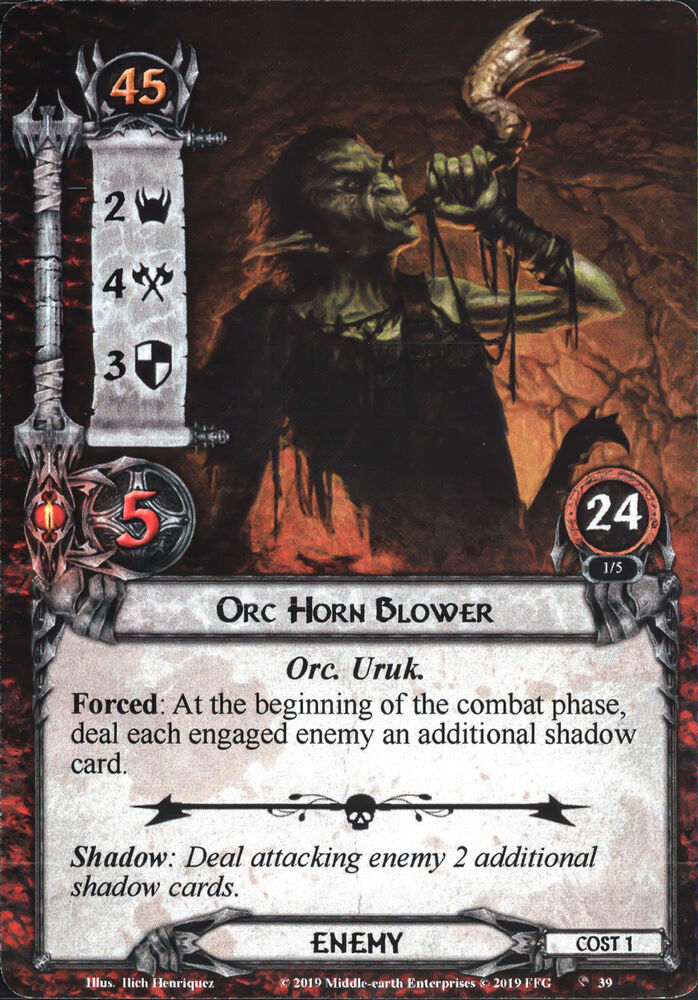 45
2
4
3
5
24
1/5
Orc Horn Blower
Orc. Uruk.
Forced: At the beginning of the combat phase,
deal each engaged enemy an additional shadow
card.
Shadow: Deal attacking enemy 2 additional
shadow cards.
ENEMY
COST 1
Illus. Ilich Henriquez
© 2019 Middle-earth Enterprises © 2019 FFG
39